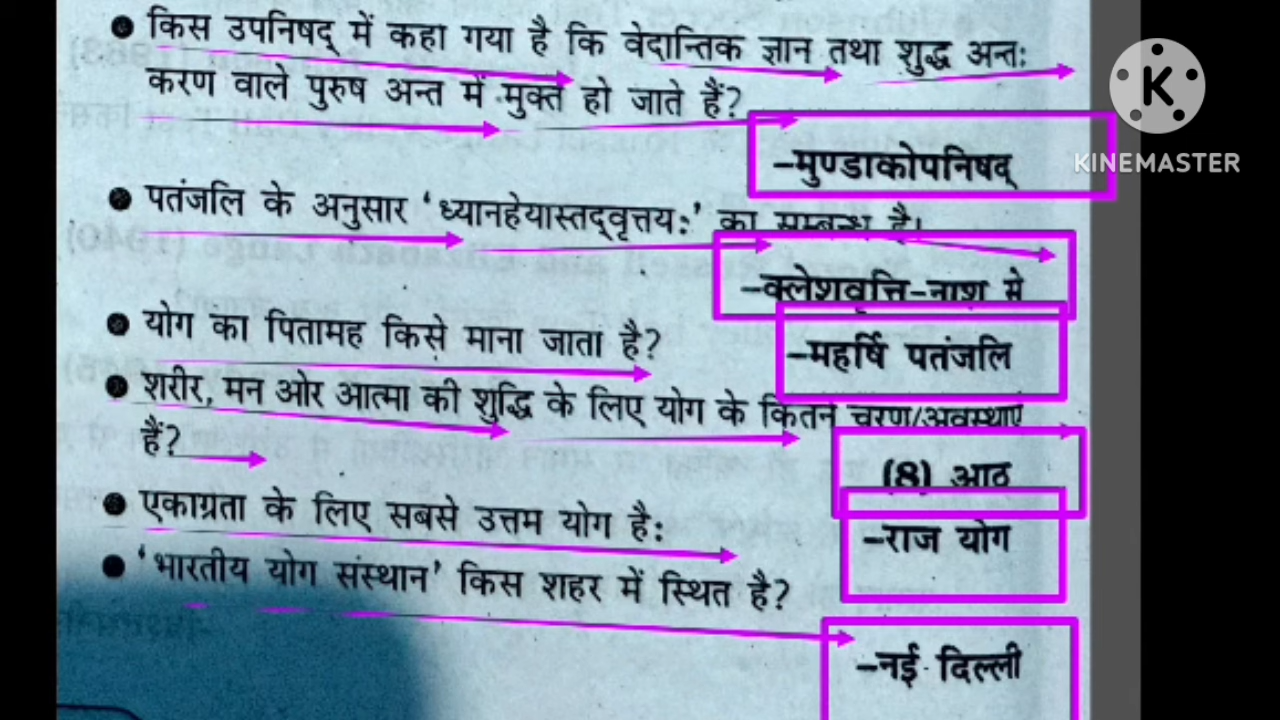 ● किस उपनिषद् में कहा गया है कि वेदान्तिक ज्ञान तथा शुद्ध अन्तः
करण वाले पुरुष अन्त में मुक्त हो जाते हैं?
–मुण्डाकोपनिषद्
K
KINEMASTER
● पतंजलि के अनुसार ‘ध्यानहेयास्तद्वृत्तयः’ का सम्बन्ध है।
–क्लेशवृत्ति–नाश मे
● योग का पितामह किसे माना जाता है?
–महर्षि पतंजलि
● शरीर, मन ओर आत्मा की शुद्धि के लिए योग के कितने चरण/अवस्थाएं
हैं?
(8) आठ
● एकाग्रता के लिए सबसे उत्तम योग है:
–राज योग
● ‘भारतीय योग संस्थान’ किस शहर में स्थित है?
–नई दिल्ली